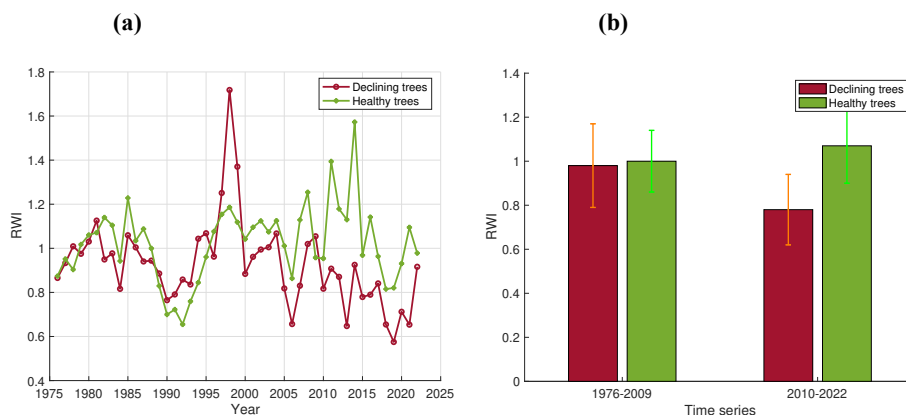 (a)
(b)
1.8
1.6
1.4
1.2
1
0.8
0.6
0.4
RWI
1975
1980
1985
1990
1995
2000
2005
2010
2015
2020
2025
Year
Declining trees
Healthy trees
1.4
1.2
1
0.8
0.6
0.4
0.2
0
RWI
1976-2009
2010-2022
Time series
Declining trees
Healthy trees